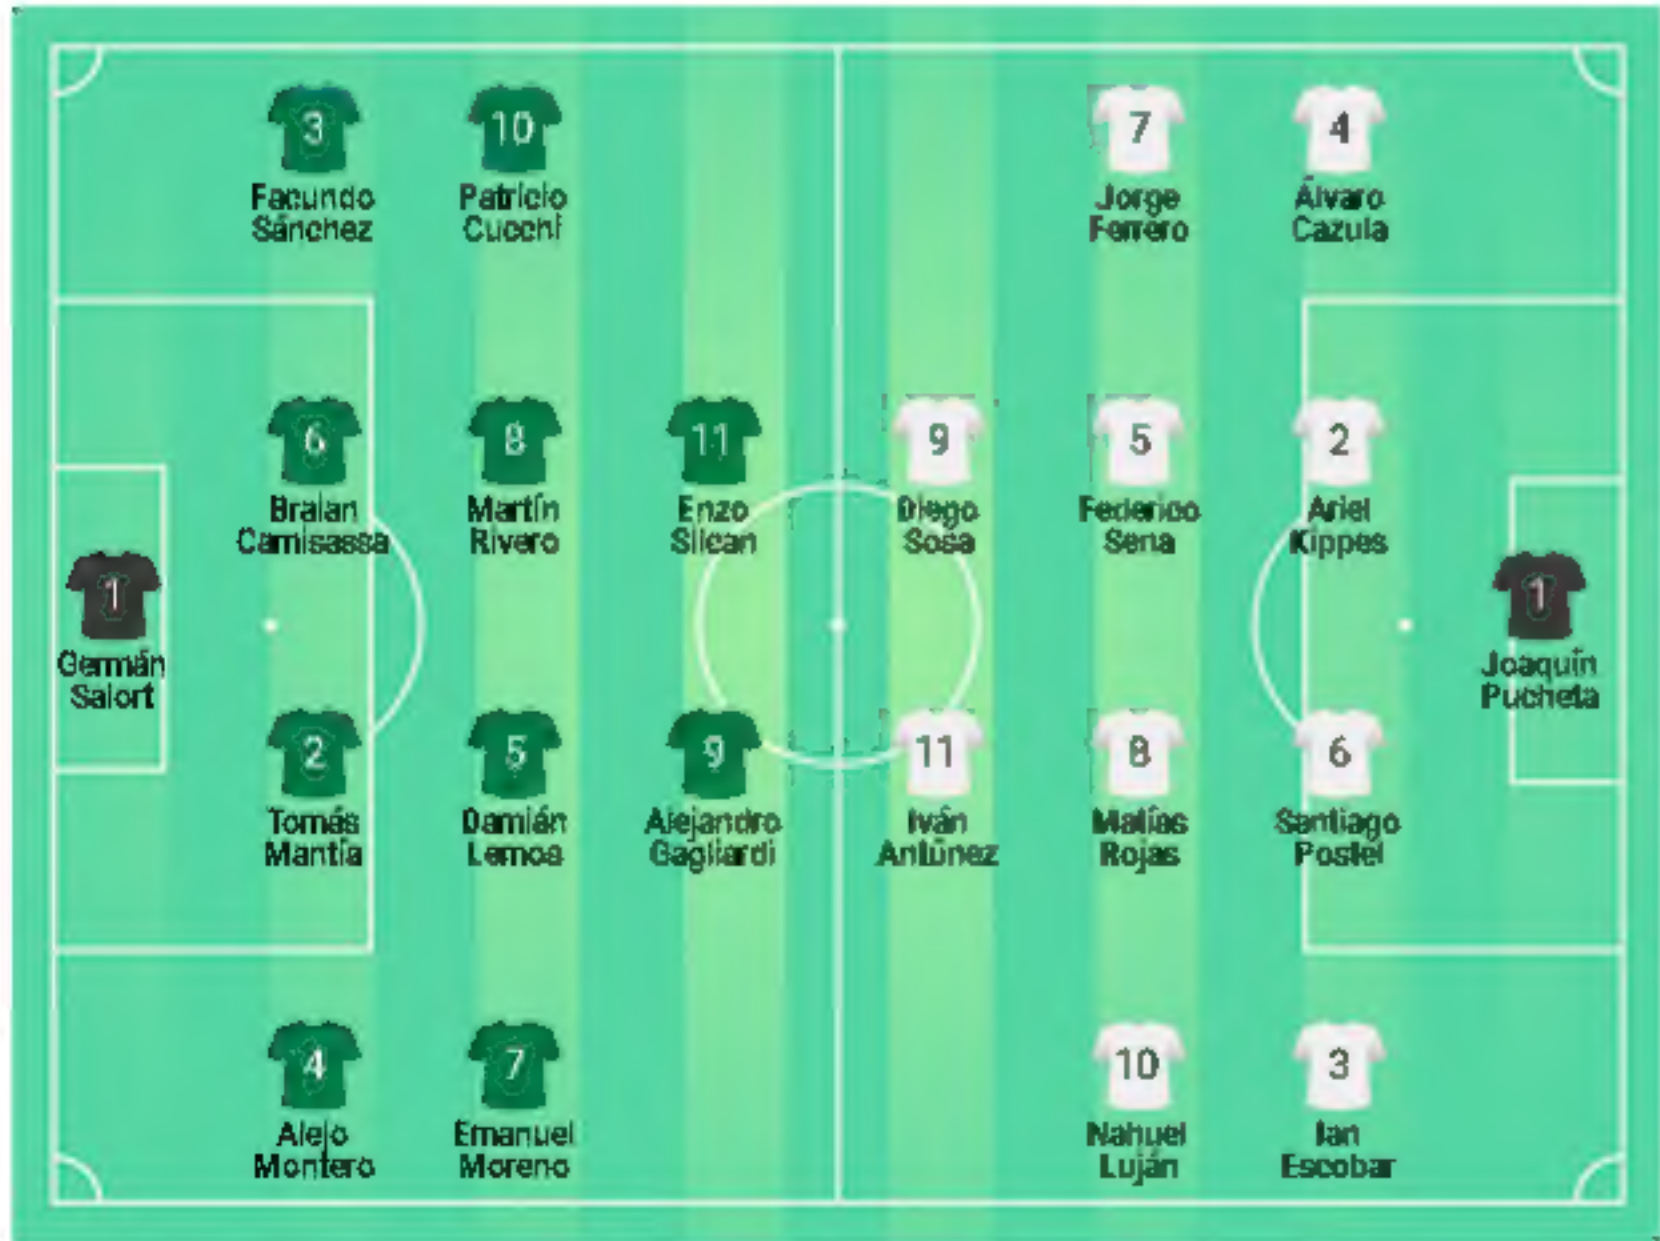 3
10
7
4
Facundo
Sánchez
Patricio
Cucchi
Jorge
Ferrero
Álvaro
Cazula
6
8
11
9
5
2
Braian
Camisassa
Martín
Rivero
Enzo
Silcan
Diego
Sosa
Federico
Sena
Ariel
Kippes
1
1
Germán
Salort
Joaquín
Pucheta
2
5
9
11
8
6
Tomás
Mantia
Damián
Lemos
Alejandro
Gagliardi
Iván
Antúnez
Matías
Rojas
Santiago
Postel
4
7
10
3
Alejo
Montero
Emanuel
Moreno
Nahuel
Luján
Ian
Escobar